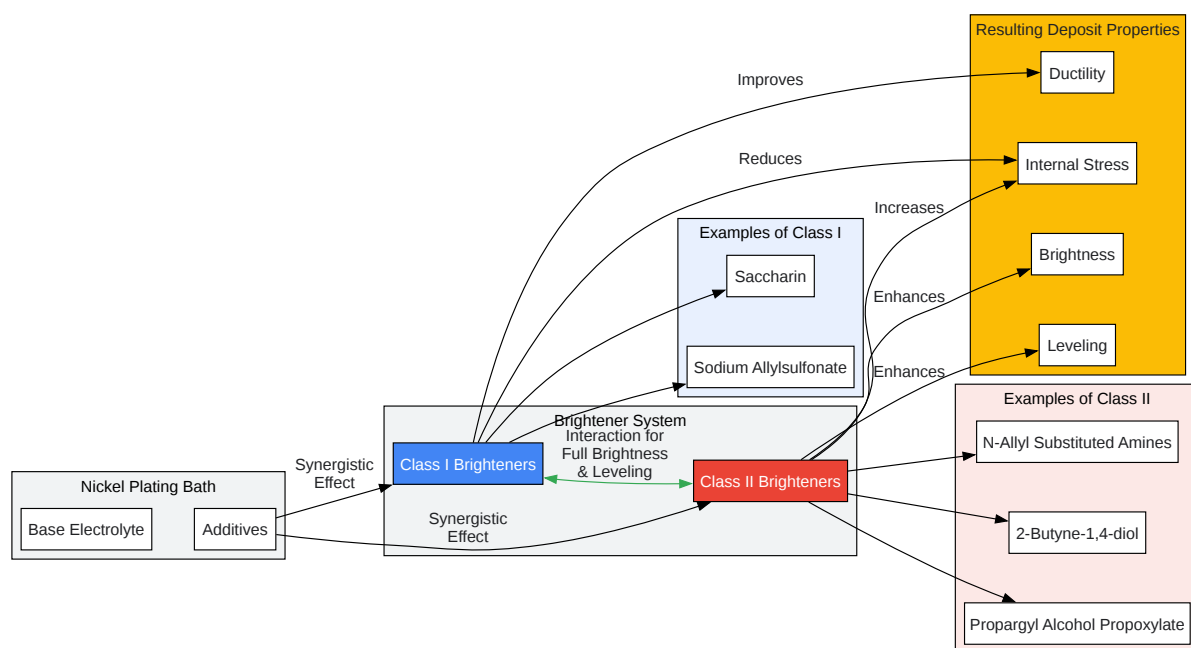 Resulting Deposit Properties
Ductility
Improves
Internal Stress
Reduces
Increases
Examples of Class I
Saccharin
Brightness
Enhances
Sodium Allylsulfonate
Leveling
Enhances
Examples of Class II
N-Allyl Substituted Amines
2-Butyne-1,4-diol
Propargyl Alcohol Propoxylate
Brightener System
Interaction for
Full Brightness
& Leveling
Class I Brighteners
Class II Brighteners
Synergistic
Effect
Synergistic
Effect
Nickel Plating Bath
Base Electrolyte
Additives